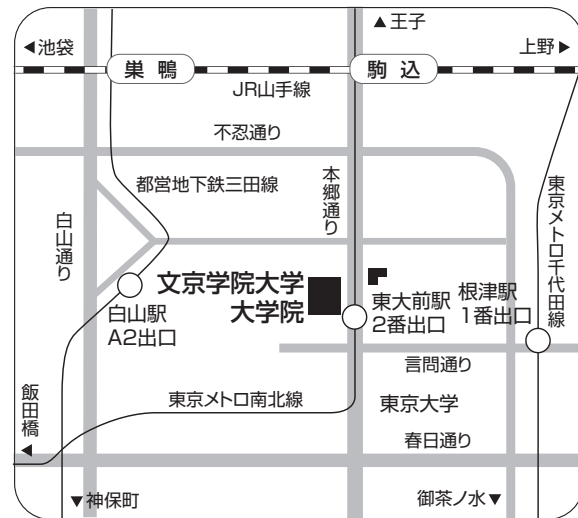 ▲王子
◀池袋
上野▶
巣鴨
駒込
JR山手線
不忍通り
都営地下鉄三田線
本郷通り
白山通り
東京メトロ千代田線
文京学院大学
大学院
東大前駅
2番出口
根津駅
1番出口
白山駅
A2出口
言問通り
飯田橋
◀
東京メトロ南北線
東京大学
春日通り
▼神保町
御茶ノ水▼